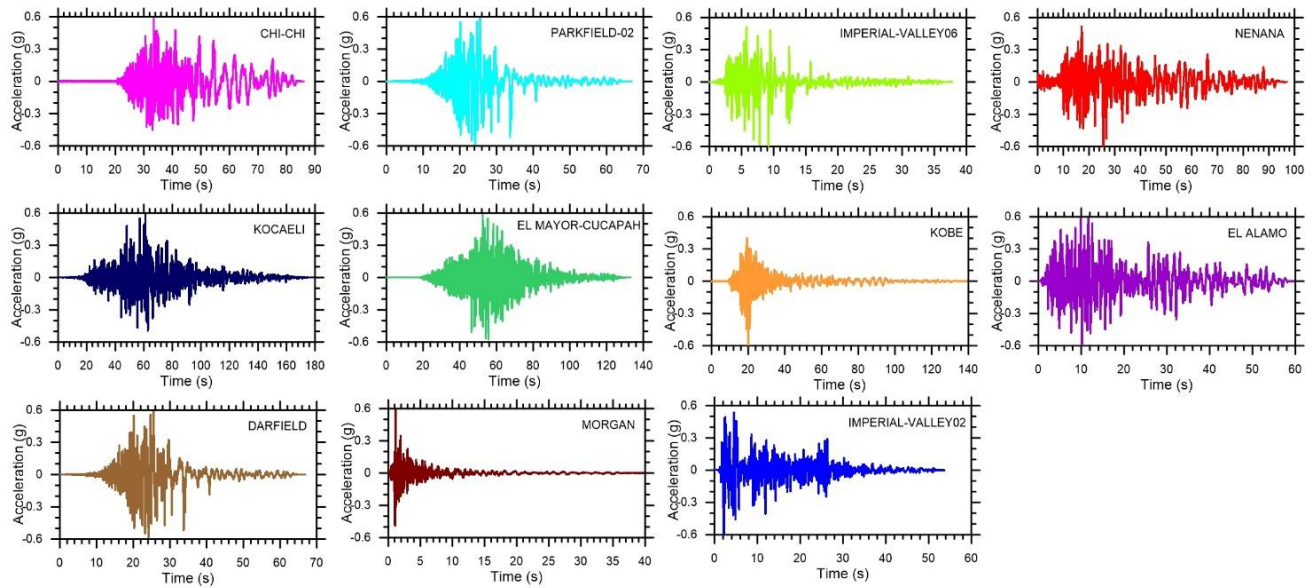 Acceleration (g)
0.6
0.3
0
-0.3
-0.6
CHI-CHI
0 10 20 30 40 50 60 70 80 90
Time (s)
Acceleration (g)
0.6
0.3
0
-0.3
-0.6
PARKFIELD-02
0 10 20 30 40 50 60 70
Time (s)
Acceleration (g)
0.6
0.3
0
-0.3
-0.6
IMPERIAL-VALLEY06
0 5 10 15 20 25 30 35 40
Time (s)
Acceleration (g)
0.6
0.3
0
-0.3
-0.6
NENANA
0 10 20 30 40 50 60 70 80 90 100
Time (s)
Acceleration (g)
0.6
0.3
0
-0.3
-0.6
KOCAELI
0 20 40 60 80 100 120 140 160 180
Time (s)
Acceleration (g)
0.6
0.3
0
-0.3
-0.6
EL MAYOR-CUCAPAH
0 20 40 60 80 100 120 140
Time (s)
Acceleration (g)
0.6
0.3
0
-0.3
-0.6
KOBE
0 20 40 60 80 100 120 140
Time (s)
Acceleration (g)
0.6
0.3
0
-0.3
-0.6
EL ALAMO
0 10 20 30 40 50 60
Time (s)
Acceleration (g)
0.6
0.3
0
-0.3
-0.6
DARFIELD
0 10 20 30 40 50 60 70
Time (s)
Acceleration (g)
0.6
0.3
0
-0.3
-0.6
MORGAN
0 5 10 15 20 25 30 35 40
Time (s)
Acceleration (g)
0.6
0.3
0
-0.3
-0.6
IMPERIAL-VALLEY02
0 10 20 30 40 50 60
Time (s)